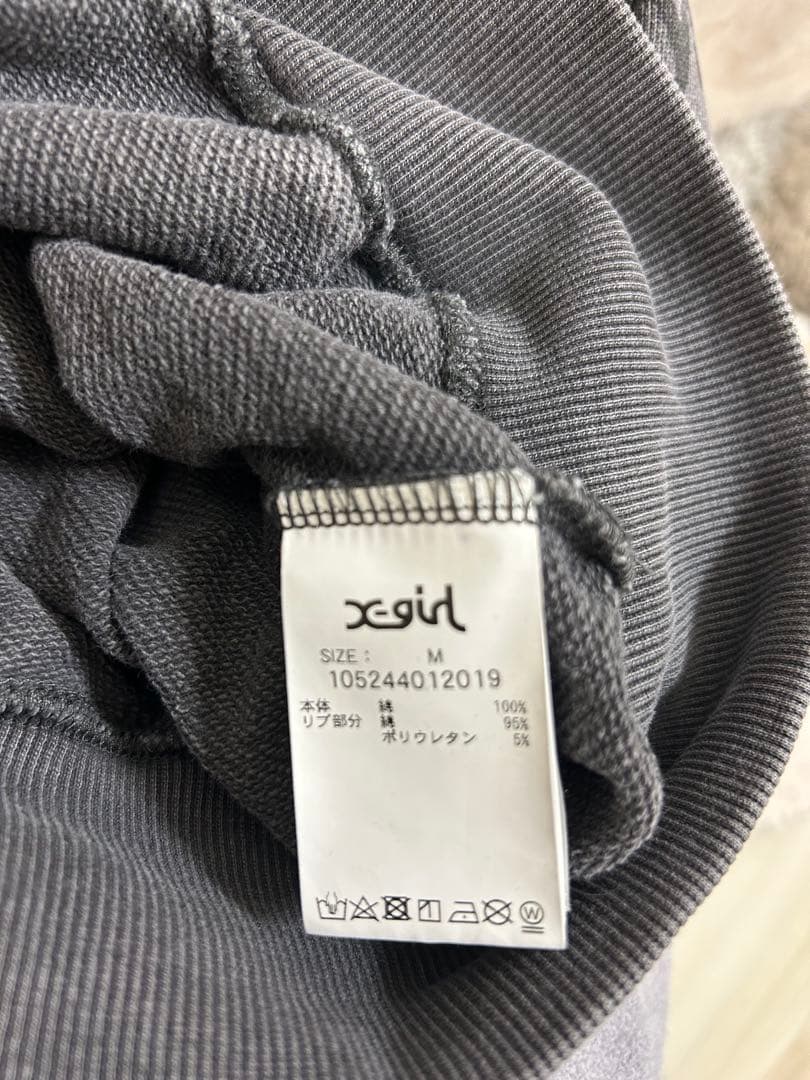 x-girl
SIZE : M
105244012019
本体 綿 100%
リブ部分 綿 95%
ポリウレタン 5%
W